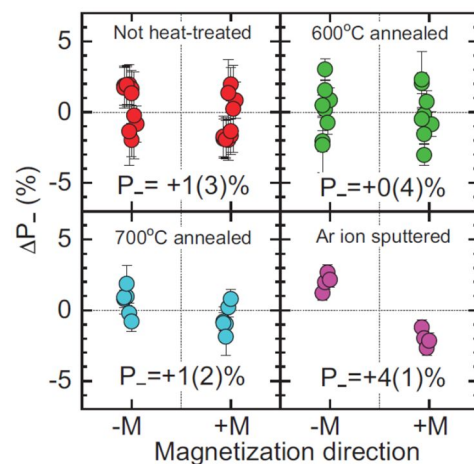 Not heat-treated
600°C annealed
5
0
-5
P₋= +1(3)%
P₋= +0(4)%
ΔP₋ (%)
700°C annealed
Ar ion sputtered
5
0
-5
P₋=+1(2)%
P₋=+4(1)%
-M
+M
-M
+M
Magnetization direction